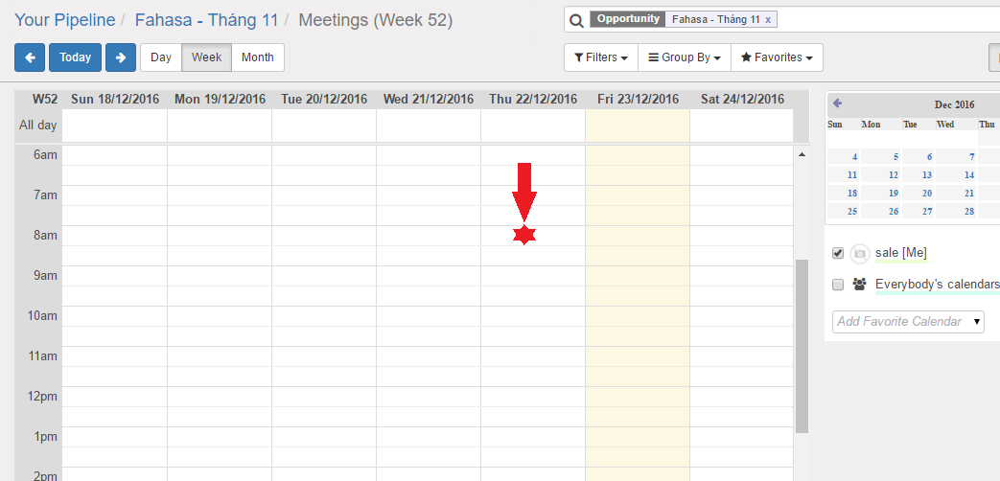 Your Pipeline / Fahasa - Tháng 11 / Meetings (Week 52)
Opportunity Fahasa - Tháng 11 x
Today Day Week Month
Filters Group By Favorites
W52 Sun 18/12/2016 Mon 19/12/2016 Tue 20/12/2016 Wed 21/12/2016 Thu 22/12/2016 Fri 23/12/2016 Sat 24/12/2016
All day
6am
7am
8am
9am
10am
11am
12pm
1pm
2pm
Dec 2016
Sun Mon Tue Wed Thu
4 5 6 7
11 12 13 14
18 19 20 21
25 26 27 28
sale [Me]
Everybody's calendars
Add Favorite Calendar